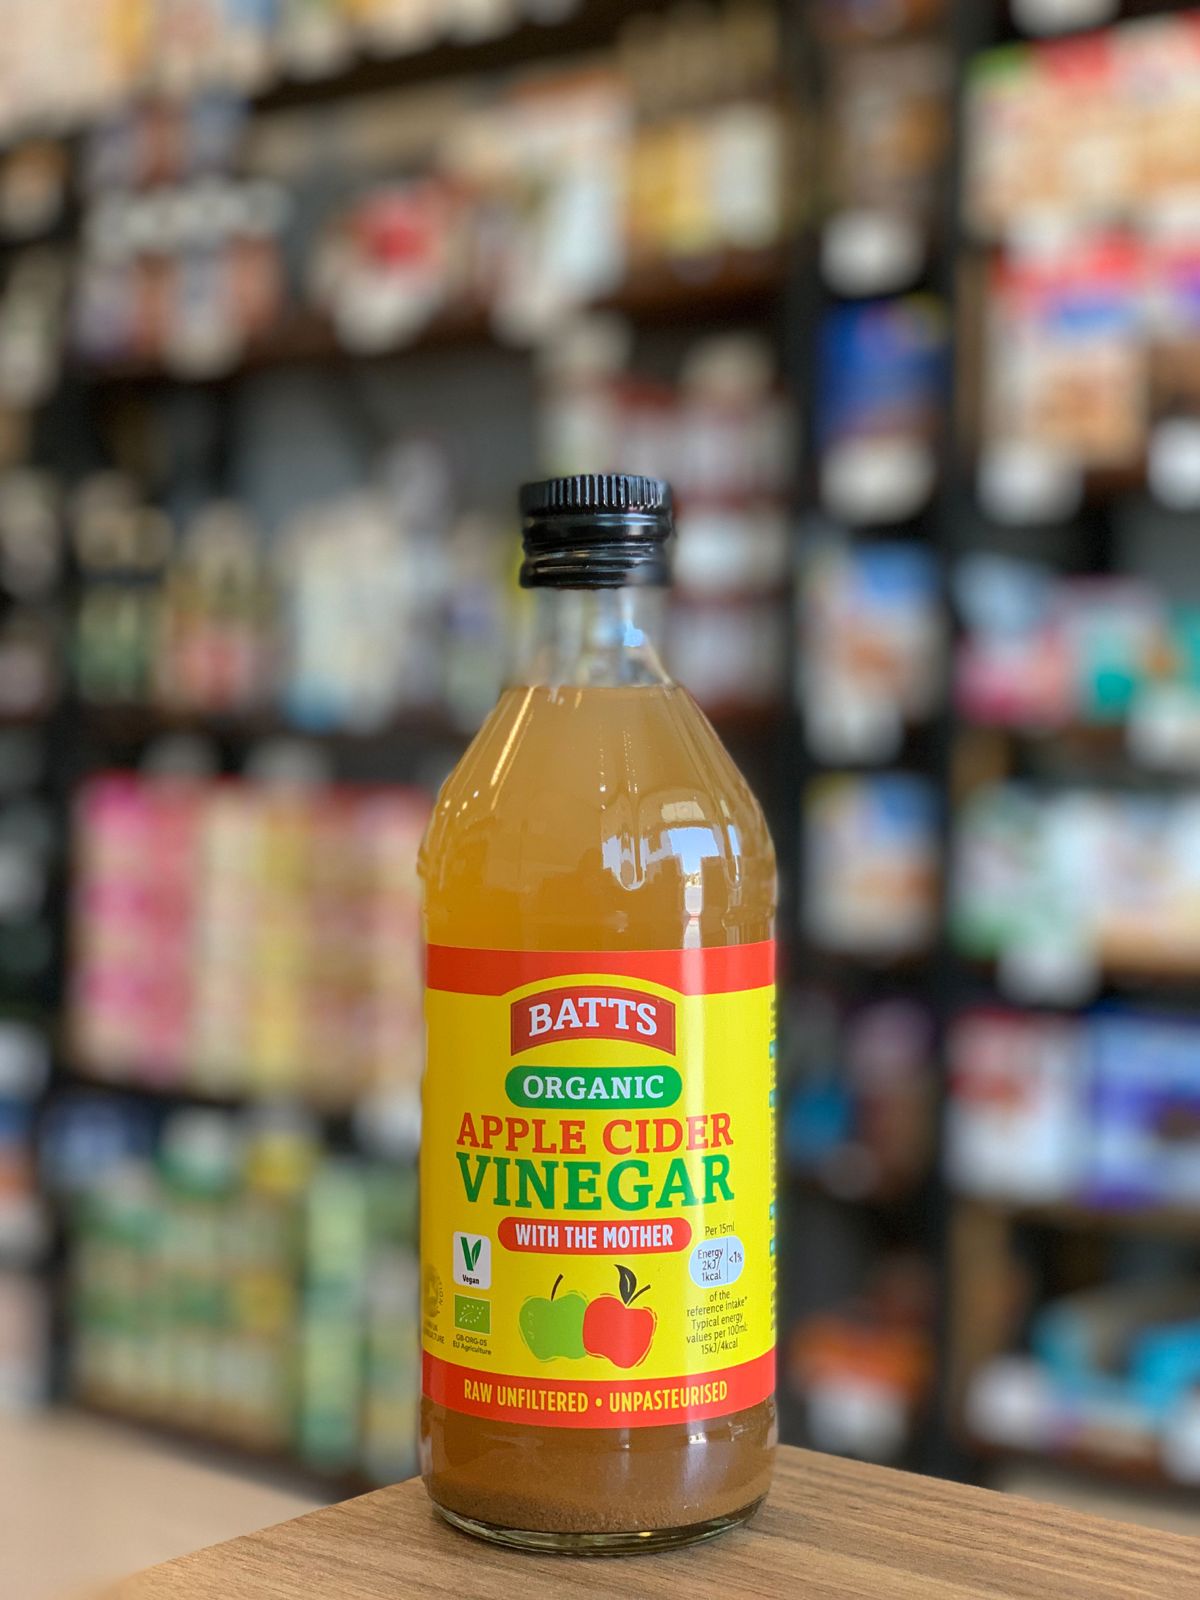 BATTS
ORGANIC
APPLE CIDER
VINEGAR
WITH THE MOTHER
Vegan
GB-ORG-05
EU Agriculture
Per 15ml
Energy
2kJ/
1kcal
<1%
of the
reference intake*
Typical energy
values per 100ml:
15kJ/4kcal
RAW UNFILTERED • UNPASTEURISED